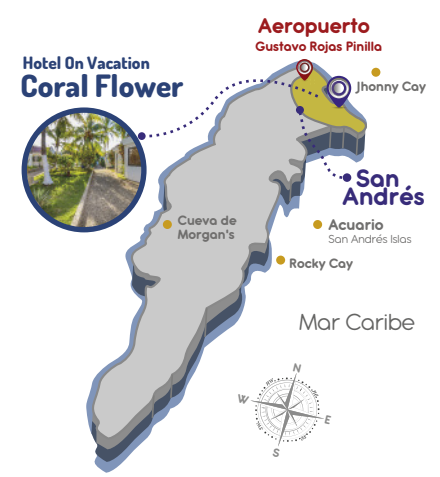 Aeropuerto
Gustavo Rojas Pinilla
Hotel On Vacation
Coral Flower
Jhonny Cay
San
Andrés
Cueva de
Morgan's
Acuario
San Andrés Islas
Rocky Cay
Mar Caribe
N
W
E
S